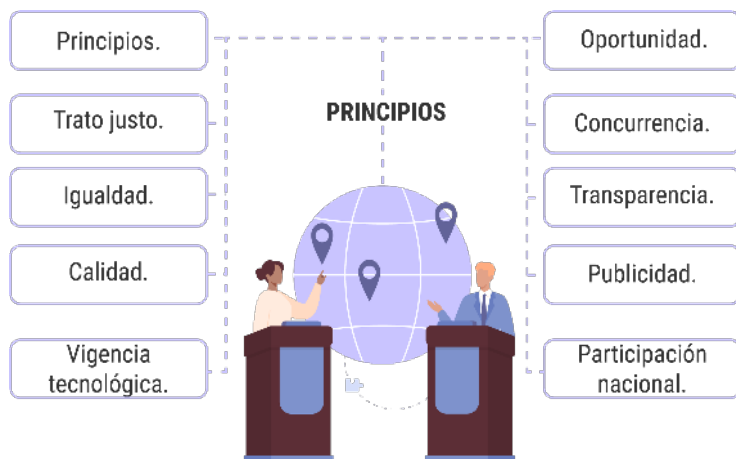 PRINCIPIOS
Principios.
Trato justo.
Igualdad.
Calidad.
Vigencia
tecnológica.
Oportunidad.
Concurrencia.
Transparencia.
Publicidad.
Participación
nacional.